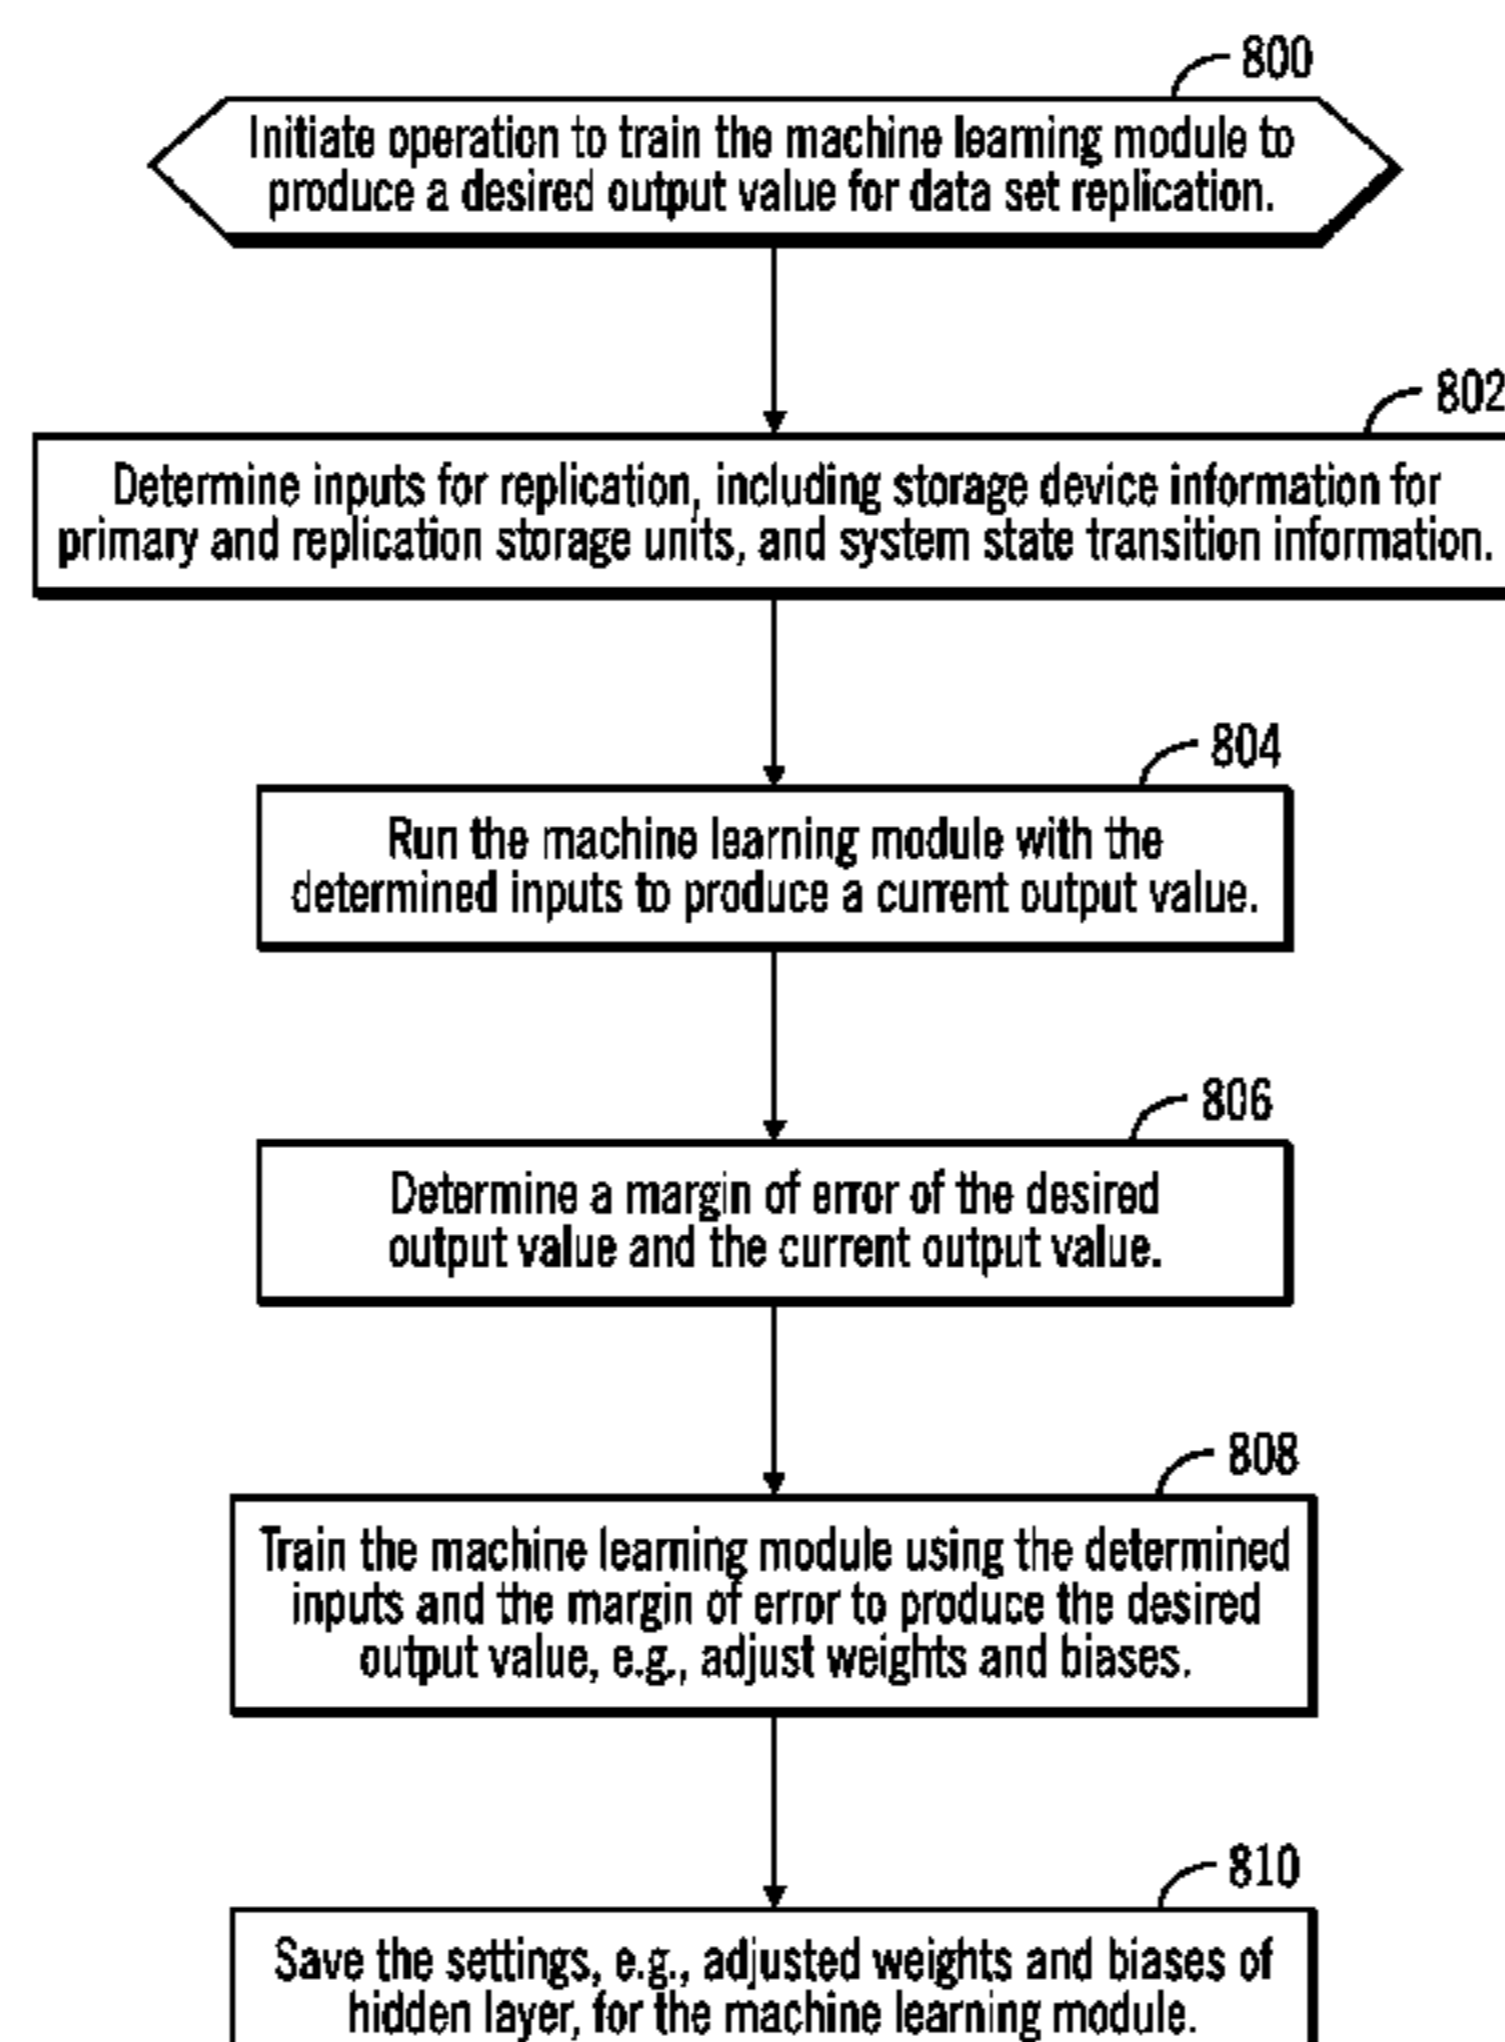 800
Initiate operation to train the machine learning module to
produce a desired output value for data set replication.
802
Determine inputs for replication, including storage device information for
primary and replication storage units, and system state transition information.
804
Run the machine learning module with the
determined inputs to produce a current output value.
806
Determine a margin of error of the desired
output value and the current output value.
808
Train the machine learning module using the determined
inputs and the margin of error to produce the desired
output value, e.g., adjust weights and biases.
810
Save the settings, e.g., adjusted weights and biases of
hidden layer, for the machine learning module.